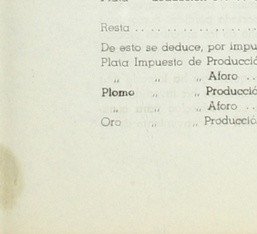 Resta . . . . . . . . . . . .
De esto se deduce, por impu
Plata Impuesto de Producció
„ „ „ Aforo . .
Plomo „ „ Producció
„ „ „ Aforo . .
Oro „ „ Producció